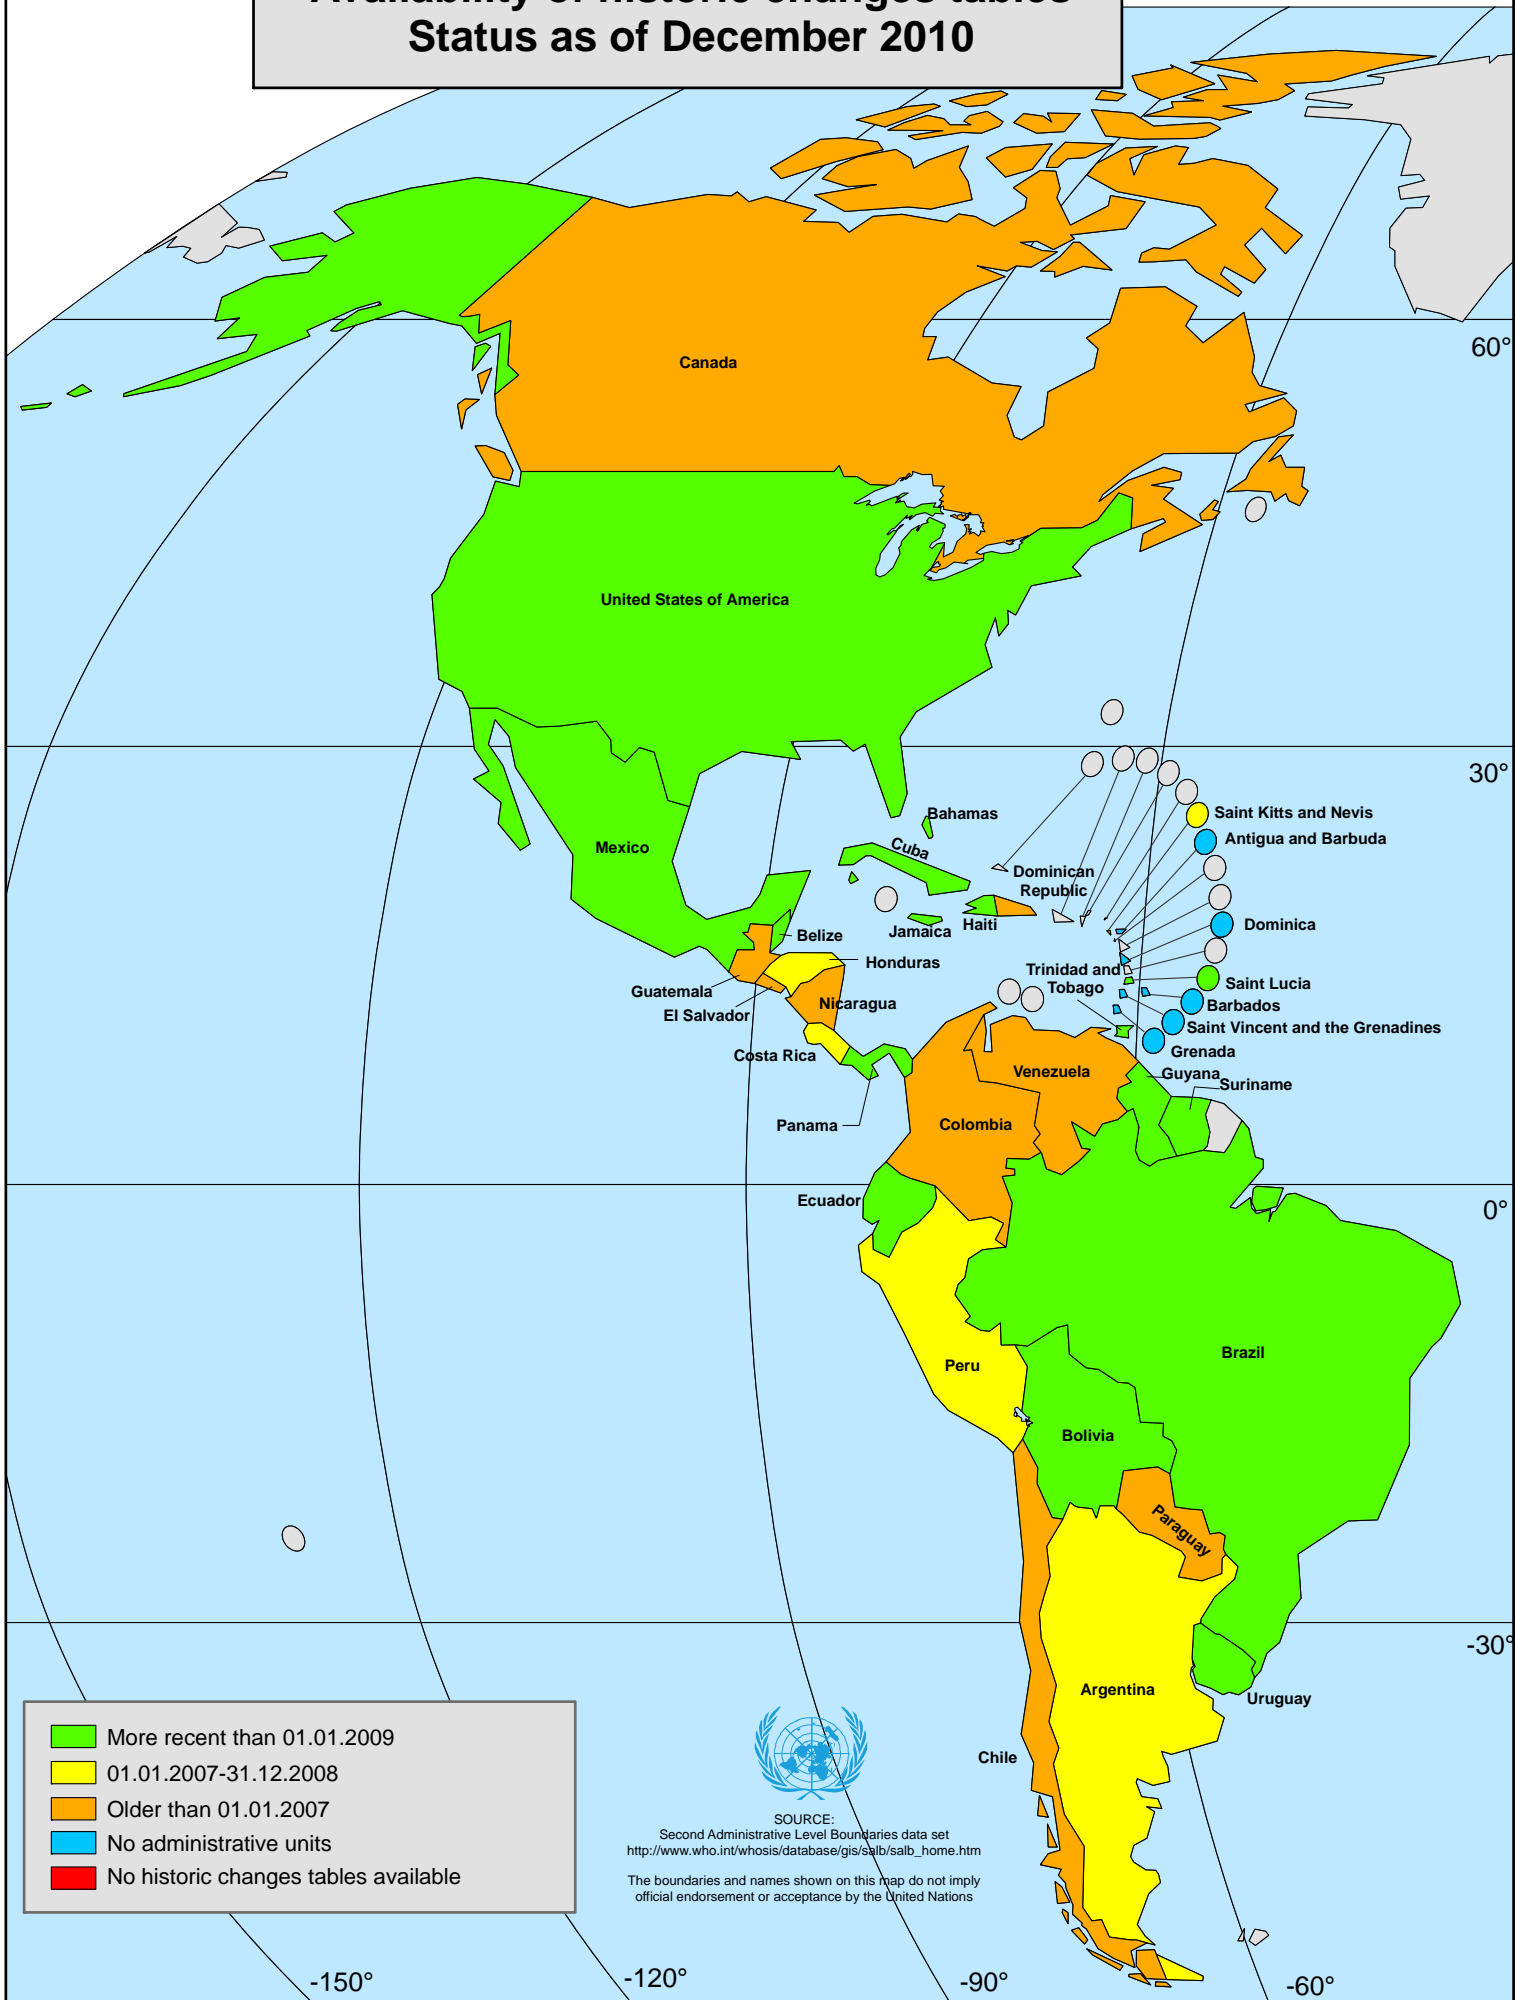 Availability of historic changes tables
Status as of December 2010
60°
Canada
United States of America
30°
Bahamas
Saint Kitts and Nevis
Antigua and Barbuda
Mexico
Cuba
Dominican
Republic
Jamaica
Haiti
Dominica
Belize
Honduras
Guatemala
El Salvador
Nicaragua
Trinidad and
Tobago
Saint Lucia
Barbados
Saint Vincent and the Grenadines
Grenada
Costa Rica
Venezuela
Guyana
Suriname
Panama
Colombia
Ecuador
0°
Peru
Brazil
Bolivia
Paraguay
-30°
Argentina
Uruguay
Chile
More recent than 01.01.2009
01.01.2007-31.12.2008
Older than 01.01.2007
No administrative units
No historic changes tables available
SOURCE:
Second Administrative Level Boundaries data set
http://www.who.int/whosis/database/gis/salb/salb_home.htm
The boundaries and names shown on this map do not imply
official endorsement or acceptance by the United Nations
-150°
-120°
-90°
-60°